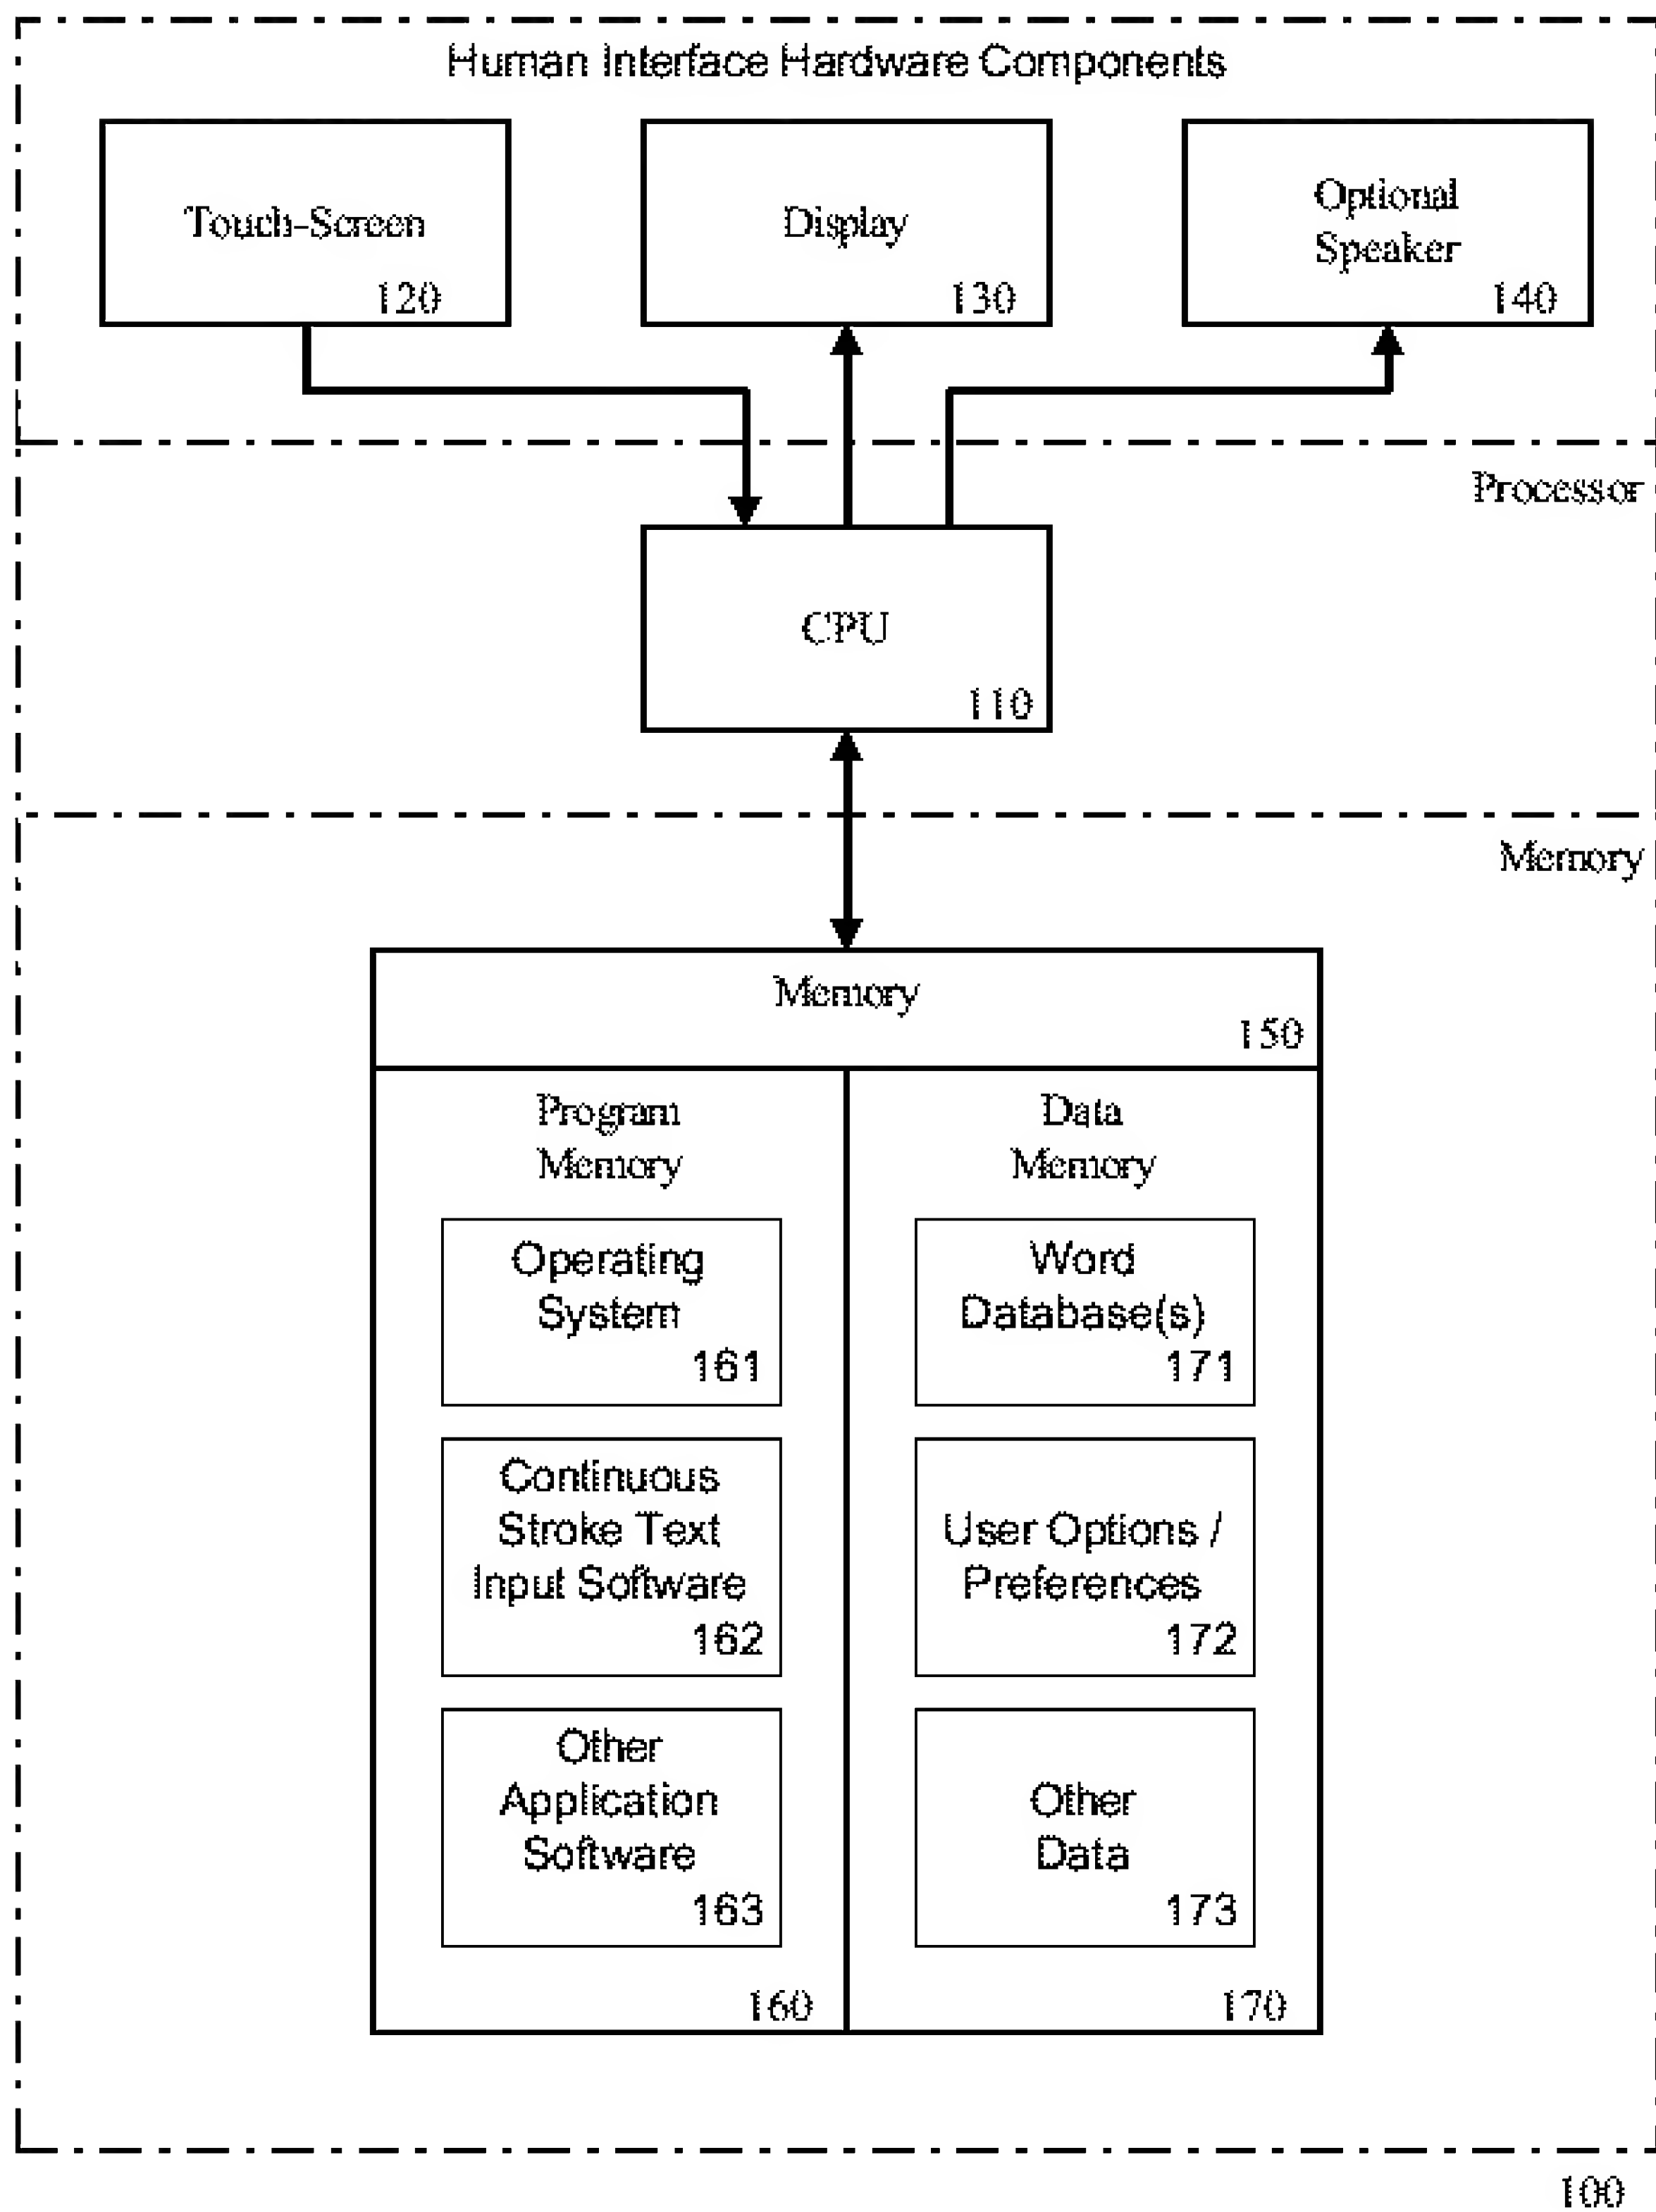 Human Interface Hardware Components
Touch-Screen
120
Display
130
Optional
Speaker
140
Processor
CPU
110
Memory
Memory
150
Program
Memory
Operating
System
161
Continuous
Stroke Text
Input Software
162
Other
Application
Software
163
160
Data
Memory
Word
Database(s)
171
User Options /
Preferences
172
Other
Data
173
170
100